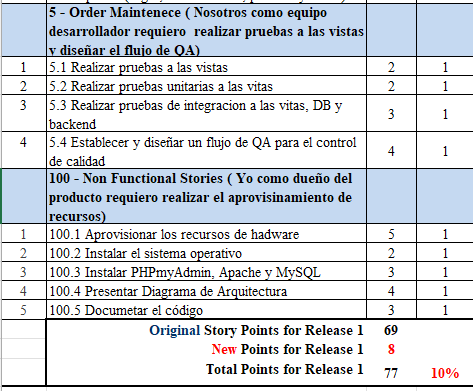 5 - Order Maintenece ( Nosotros como equipo
desarrollador requiero realizar pruebas a las vistas
y diseñar el flujo de QA)
1 5.1 Realizar pruebas a las vistas 2 1
2 5.2 Realizar pruebas unitarias a las vitas 2 1
3 5.3 Realizar pruebas de integracion a las vitas, DB y
backend 3 1
4 5.4 Establecer y diseñar un flujo de QA para el control
de calidad 4 1
100 - Non Functional Stories ( Yo como dueño del
producto requiero realizar el aprovisinamiento de
recursos)
1 100.1 Aprovisionar los recursos de hadware 5 1
2 100.2 Instalar el sistema operativo 2 1
3 100.3 Instalar PHPmyAdmin, Apache y MySQL 3 1
4 100.4 Presentar Diagrama de Arquitectura 4 1
5 100.5 Documetar el código 3 1
Original Story Points for Release 1 69
New Points for Release 1 8
Total Points for Release 1 77 10%